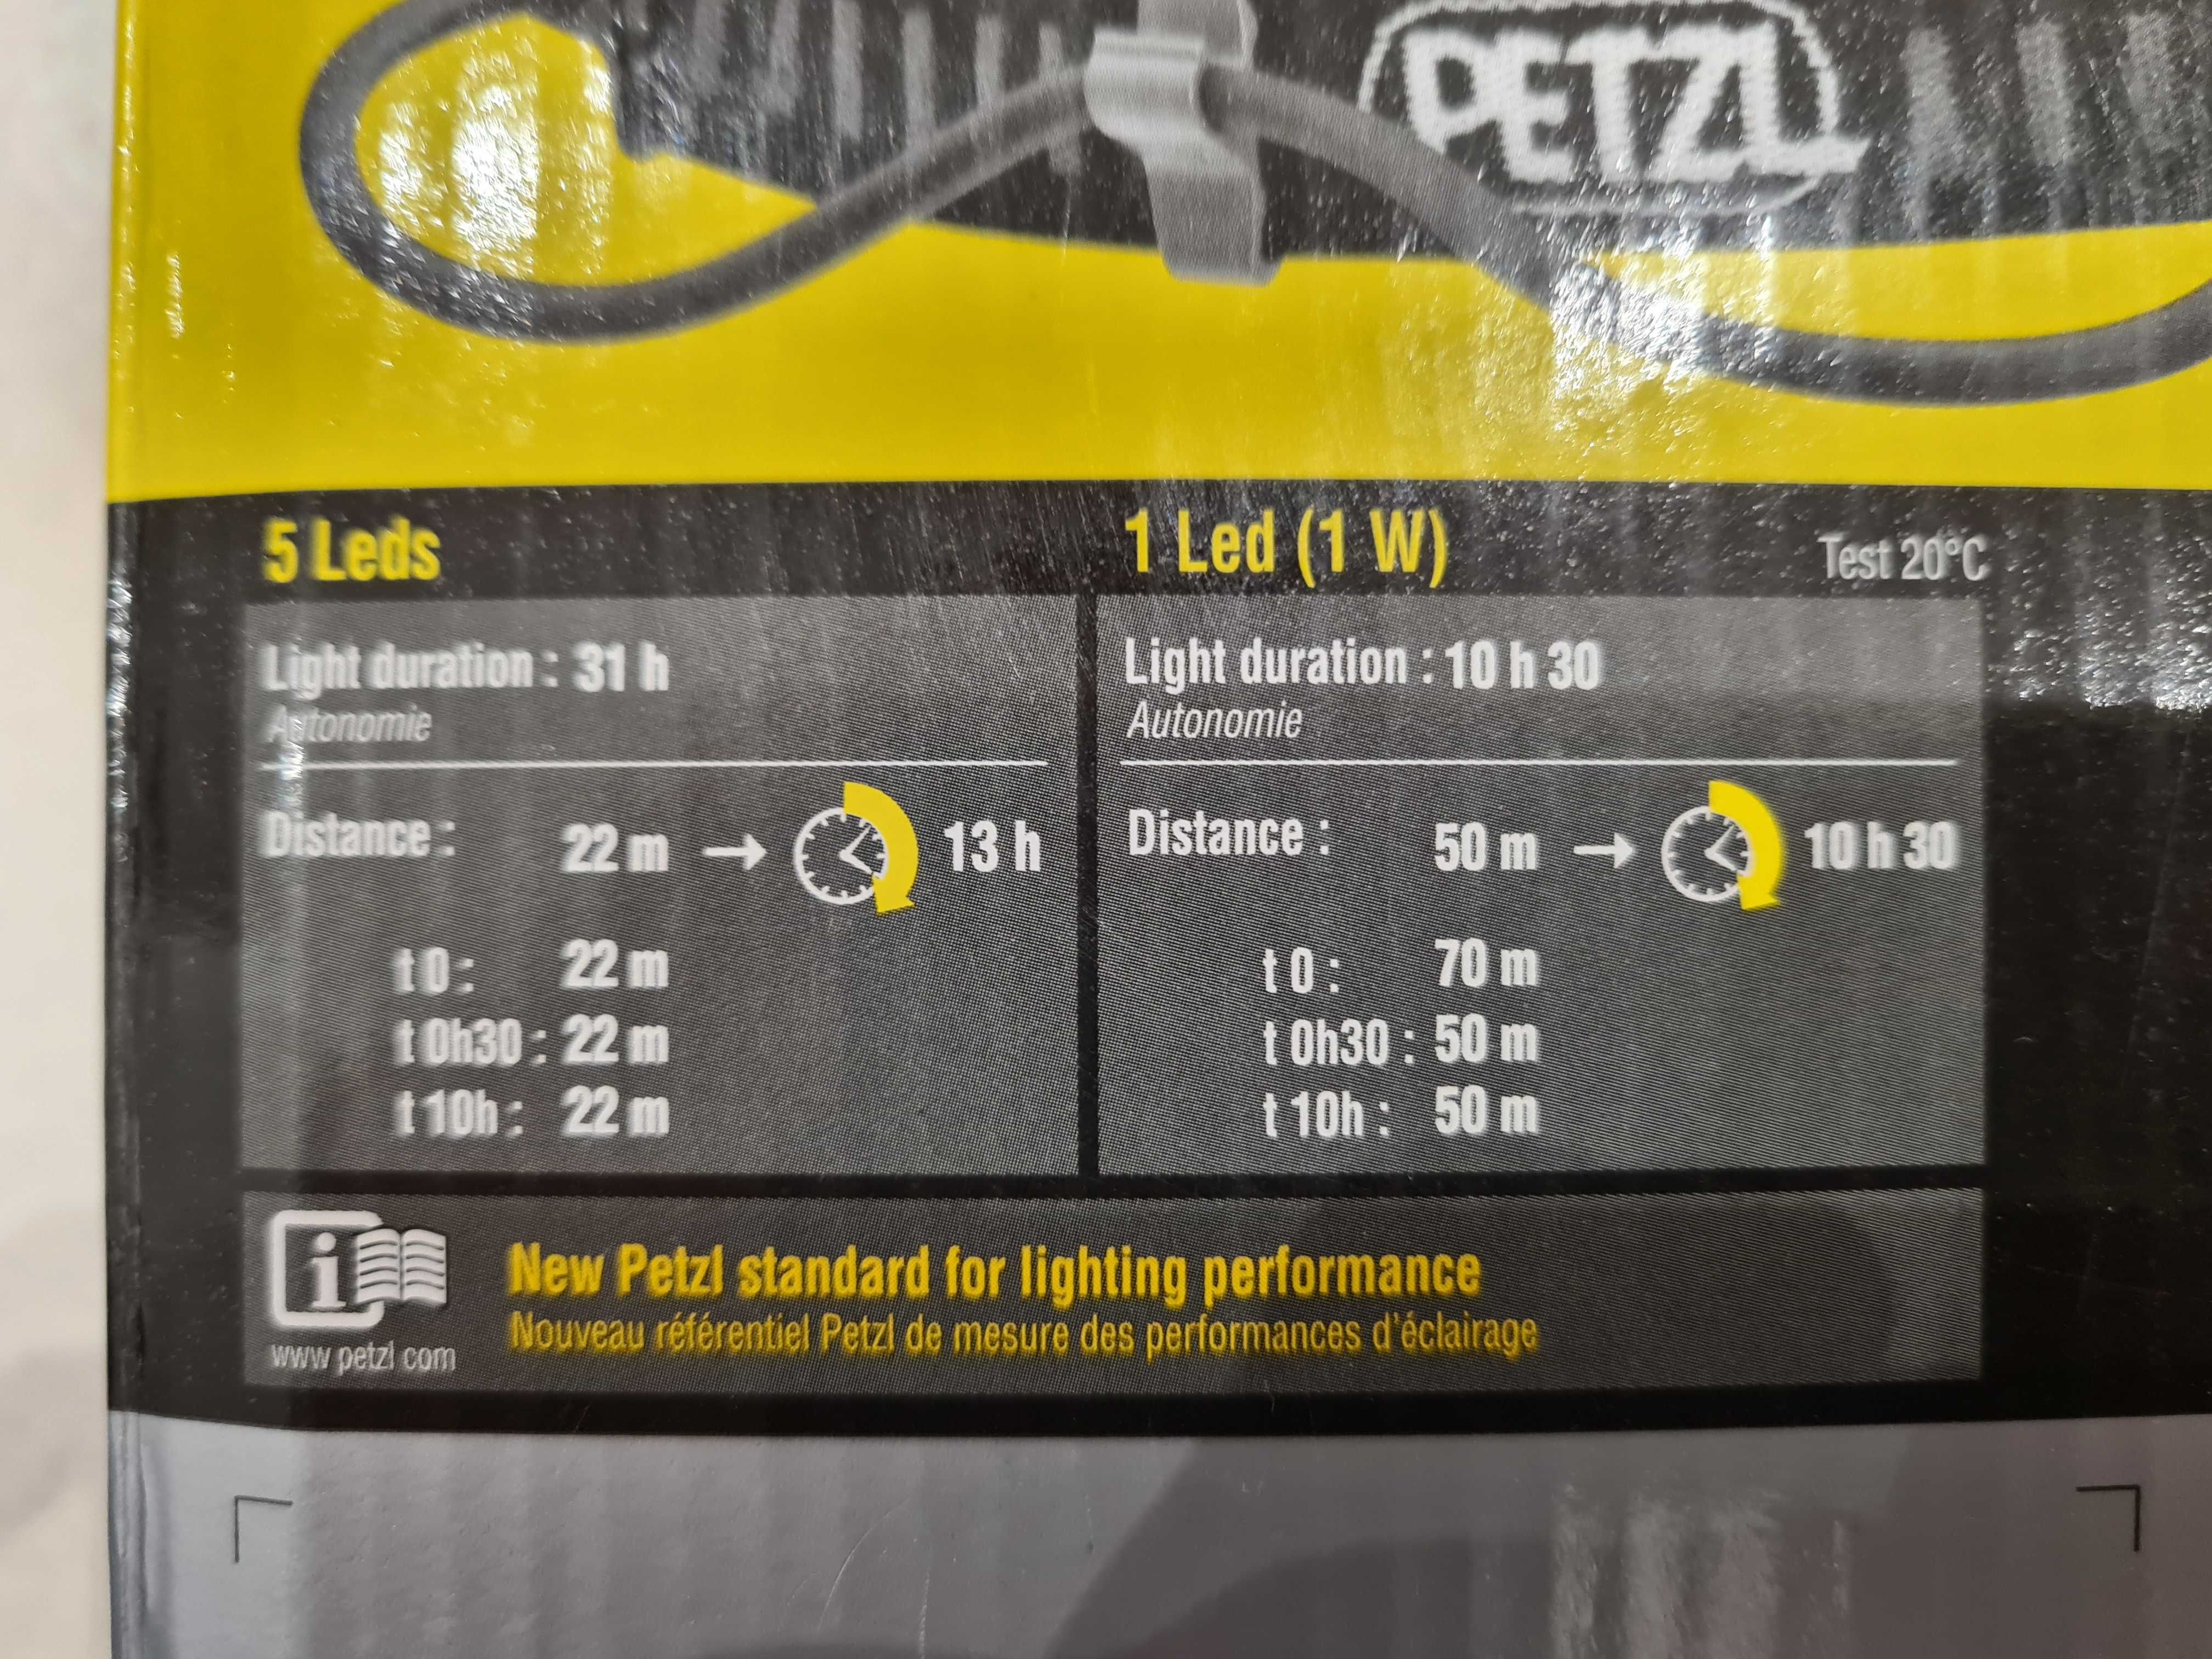 PETZL
5 Leds
1 Led (1 W)
Test 20°C
Light duration : 31 h
Autonomie
Distance : 22 m → 13 h
t 0 : 22 m
t 0h30 : 22 m
t 10h : 22 m
Light duration : 10 h 30
Autonomie
Distance : 50 m → 10 h 30
t 0 : 70 m
t 0h30 : 50 m
t 10h : 50 m
i
www.petzl.com
New Petzl standard for lighting performance
Nouveau référentiel Petzl de mesure des performances d'éclairage